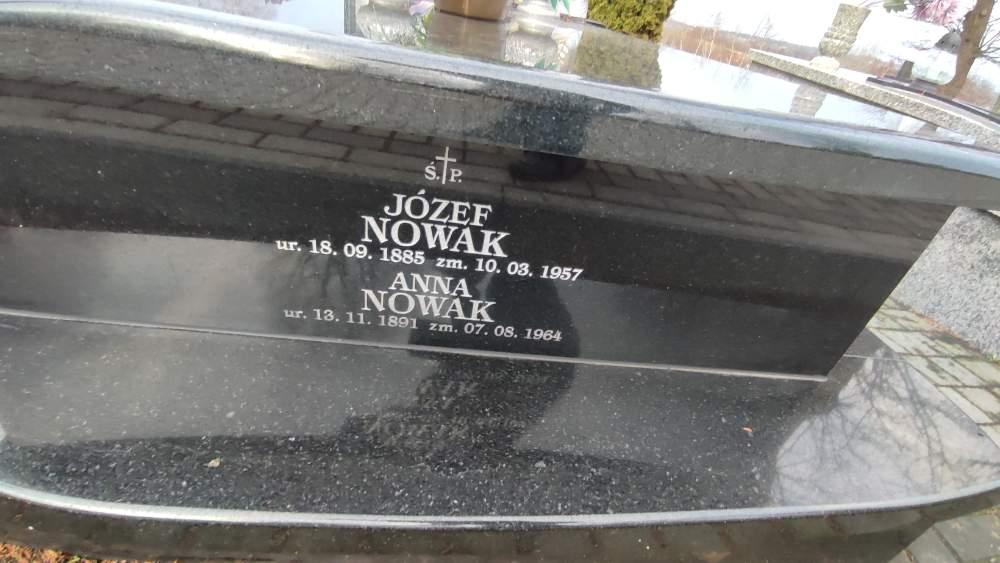 Ś.P.
JÓZEF
NOWAK
ur. 18. 09. 1885 zm. 10. 03. 1957
ANNA
NOWAK
ur. 13. 11. 1891 zm. 07. 08. 1964